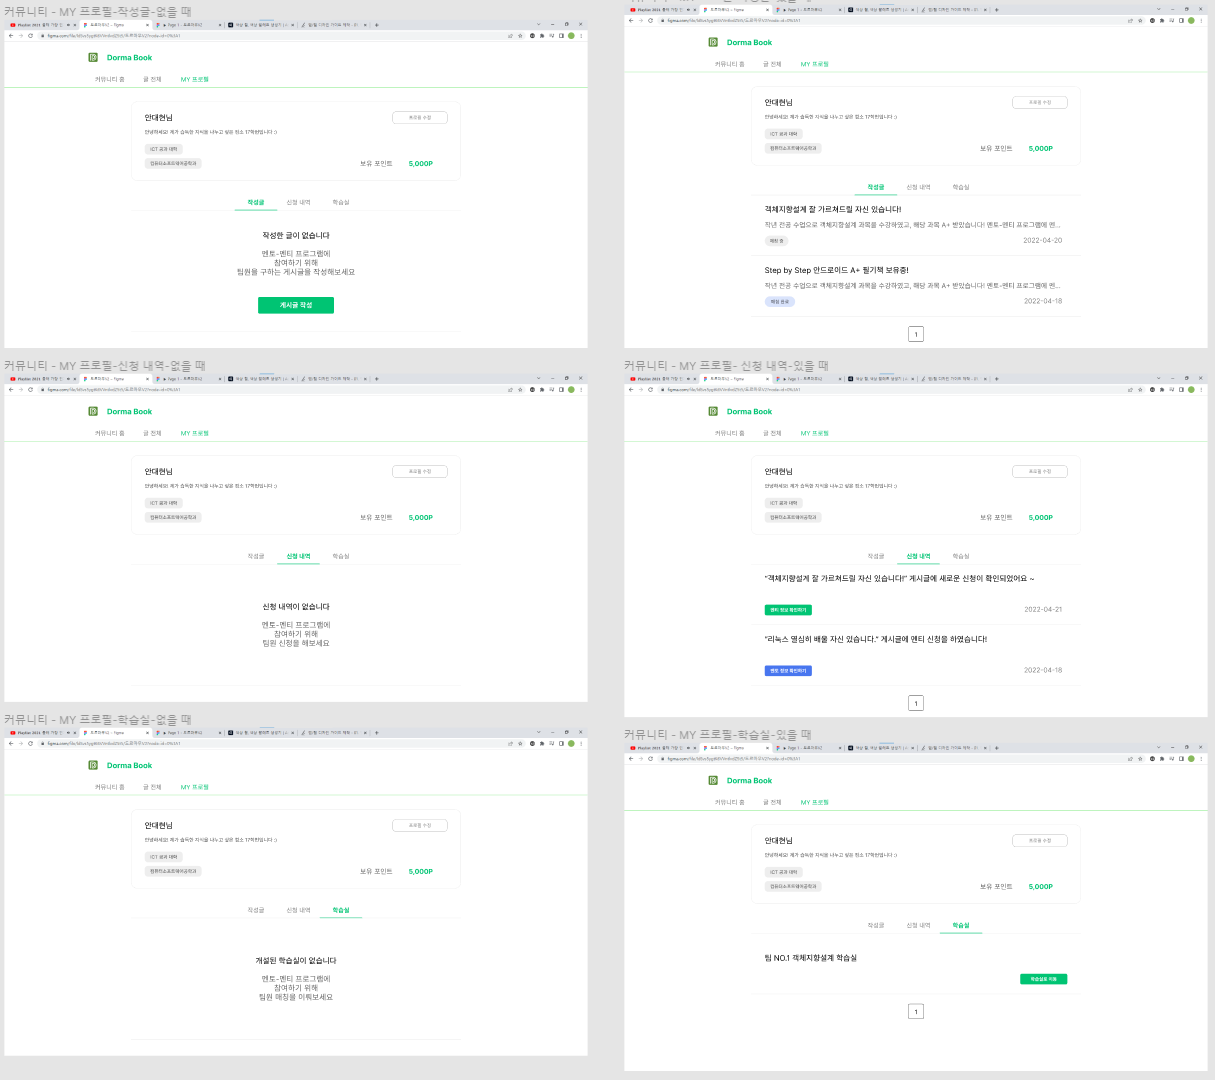 커뮤니티 - MY 프로필-작성글-없을 때
Dorma Book
커뮤니티 홈 글 전체 MY 프로필
안대현님
프로필 수정
안녕하세요! 제가 습득한 지식을 나누고 싶은 컴소 17학번입니다 :)
ICT 공과 대학
컴퓨터소프트웨어공학과
보유 포인트 5,000P
작성글 신청 내역 학습실
작성한 글이 없습니다
멘토-멘티 프로그램에
참여하기 위해
팀원을 구하는 게시글을 작성해보세요
게시글 작성
Dorma Book
커뮤니티 홈 글 전체 MY 프로필
안대현님
프로필 수정
안녕하세요! 제가 습득한 지식을 나누고 싶은 컴소 17학번입니다 :)
ICT 공과 대학
컴퓨터소프트웨어공학과
보유 포인트 5,000P
작성글 신청 내역 학습실
객체지향설계 잘 가르쳐드릴 자신 있습니다!
작년 전공 수업으로 객체지향설계 과목을 수강하였고, 해당 과목 A+ 받았습니다! 멘토-멘티 프로그램에 멘...
매칭 중
2022-04-20
Step by Step 안드로이드 A+ 필기책 보유중!
작년 전공 수업으로 객체지향설계 과목을 수강하였고, 해당 과목 A+ 받았습니다! 멘토-멘티 프로그램에 멘...
매칭 완료
2022-04-18
1
커뮤니티 - MY 프로필-신청 내역-없을 때
Dorma Book
커뮤니티 홈 글 전체 MY 프로필
안대현님
프로필 수정
안녕하세요! 제가 습득한 지식을 나누고 싶은 컴소 17학번입니다 :)
ICT 공과 대학
컴퓨터소프트웨어공학과
보유 포인트 5,000P
작성글 신청 내역 학습실
신청 내역이 없습니다
멘토-멘티 프로그램에
참여하기 위해
팀원 신청을 해보세요
커뮤니티 - MY 프로필- 신청 내역-있을 때
Dorma Book
커뮤니티 홈 글 전체 MY 프로필
안대현님
프로필 수정
안녕하세요! 제가 습득한 지식을 나누고 싶은 컴소 17학번입니다 :)
ICT 공과 대학
컴퓨터소프트웨어공학과
보유 포인트 5,000P
작성글 신청 내역 학습실
"객체지향설계 잘 가르쳐드릴 자신 있습니다!" 게시글에 새로운 신청이 확인되었어요 ~
멘티 정보 확인하기
2022-04-21
"리눅스 열심히 배울 자신 있습니다." 게시글에 멘티 신청을 하였습니다!
멘토 정보 확인하기
2022-04-18
1
커뮤니티 - MY 프로필-학습실-없을 때
Dorma Book
커뮤니티 홈 글 전체 MY 프로필
안대현님
프로필 수정
안녕하세요! 제가 습득한 지식을 나누고 싶은 컴소 17학번입니다 :)
ICT 공과 대학
컴퓨터소프트웨어공학과
보유 포인트 5,000P
작성글 신청 내역 학습실
개설된 학습실이 없습니다
멘토-멘티 프로그램에
참여하기 위해
팀원 매칭을 이뤄보세요
커뮤니티 - MY 프로필-학습실-있을 때
Dorma Book
커뮤니티 홈 글 전체 MY 프로필
안대현님
프로필 수정
안녕하세요! 제가 습득한 지식을 나누고 싶은 컴소 17학번입니다 :)
ICT 공과 대학
컴퓨터소프트웨어공학과
보유 포인트 5,000P
작성글 신청 내역 학습실
팀 NO.1 객체지향설계 학습실
학습실로 이동
1